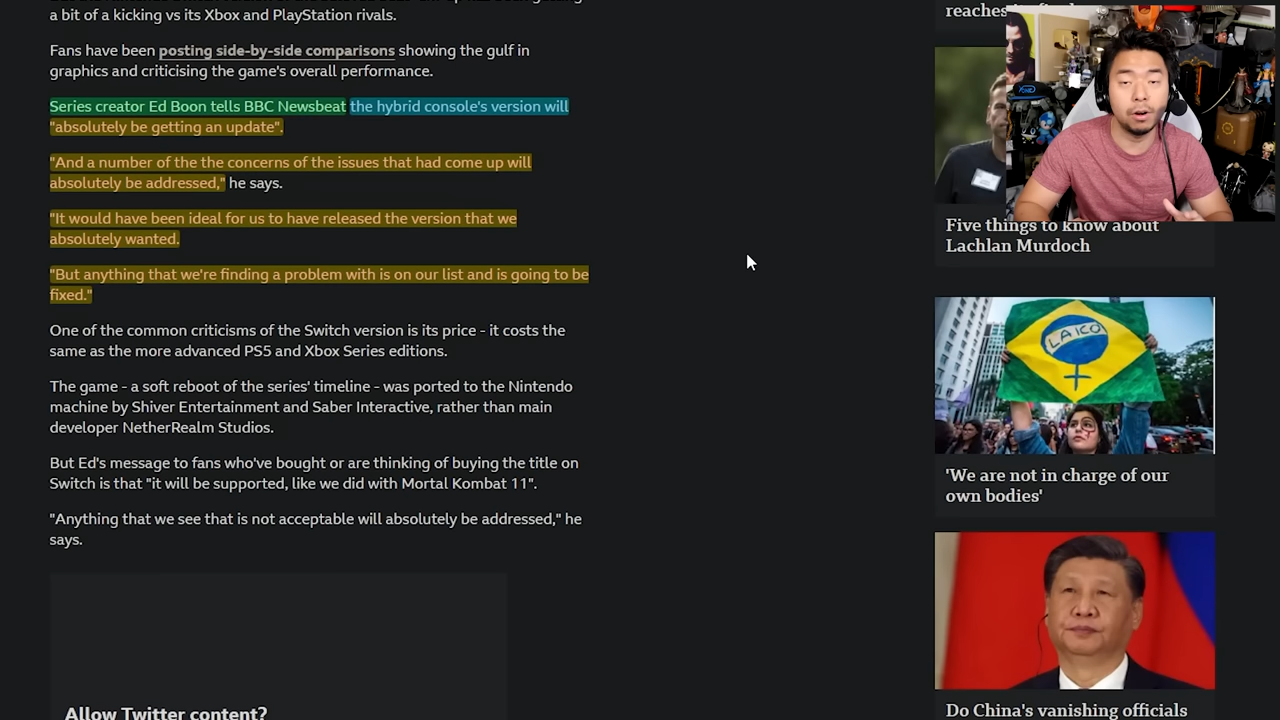 a bit of a kicking vs its Xbox and PlayStation rivals.
Fans have been posting side-by-side comparisons showing the gulf in
graphics and criticising the game's overall performance.
Series creator Ed Boon tells BBC Newsbeat the hybrid console's version will
"absolutely be getting an update".
"And a number of the the concerns of the issues that had come up will
absolutely be addressed," he says.
"It would have been ideal for us to have released the version that we
absolutely wanted.
"But anything that we're finding a problem with is on our list and is going to be
fixed."
One of the common criticisms of the Switch version is its price - it costs the
same as the more advanced PS5 and Xbox Series editions.
The game - a soft reboot of the series' timeline - was ported to the Nintendo
machine by Shiver Entertainment and Saber Interactive, rather than main
developer NetherRealm Studios.
But Ed's message to fans who've bought or are thinking of buying the title on
Switch is that "it will be supported, like we did with Mortal Kombat 11".
"Anything that we see that is not acceptable will absolutely be addressed," he
says.
Allow Twitter content?
reaches
Five things to know about
Lachlan Murdoch
LAICO
'We are not in charge of our
own bodies'
Do China's vanishing officials